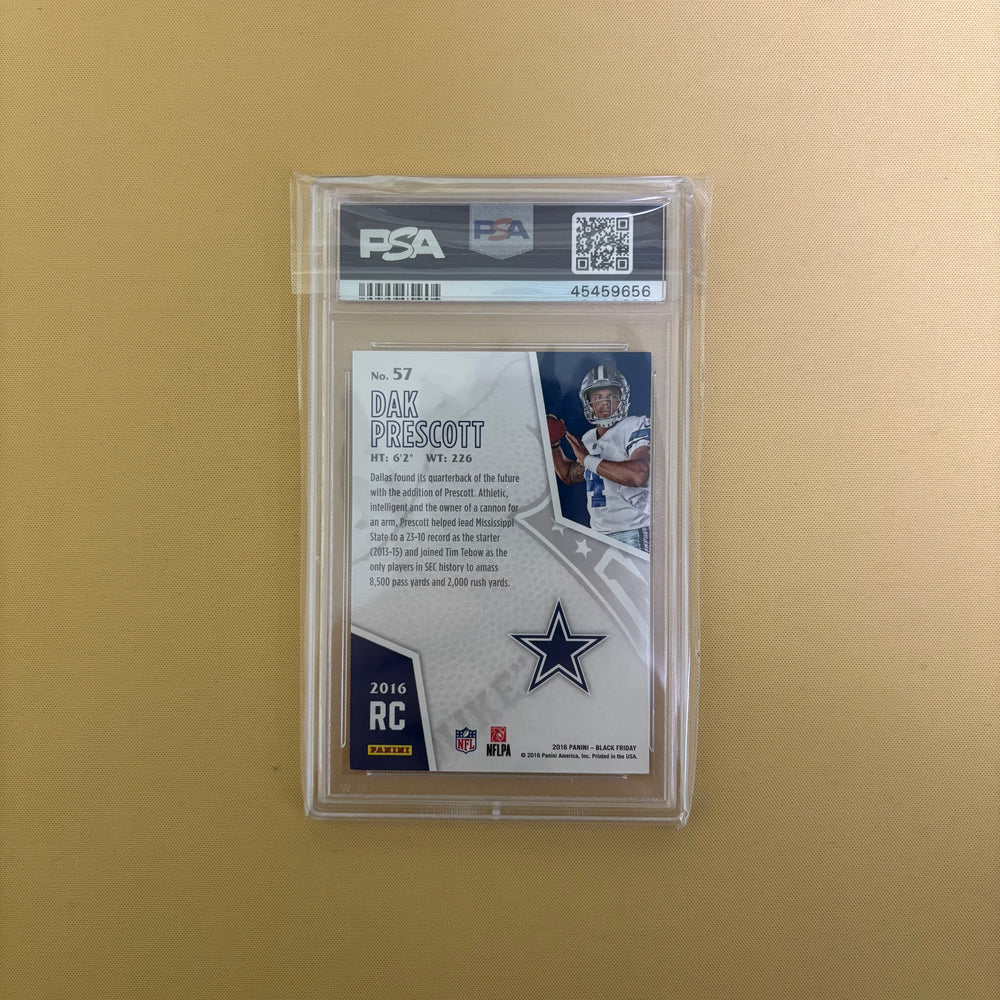 PSA
PSA
45459656
No. 57
DAK
PRESCOTT
HT: 6'2" WT: 226
Dallas found its quarterback of the future
with the addition of Prescott. Athletic,
intelligent and the owner of a cannon for
an arm, Prescott helped lead Mississippi
State to a 23-10 record as the starter
(2013-15) and joined Tim Tebow as the
only players in SEC history to amass
8,500 pass yards and 2,000 rush yards.
4
2016
RC
PANINI
NFL
NFLPA
2016 PANINI – BLACK FRIDAY
© 2016 Panini America, Inc. Printed in the USA.